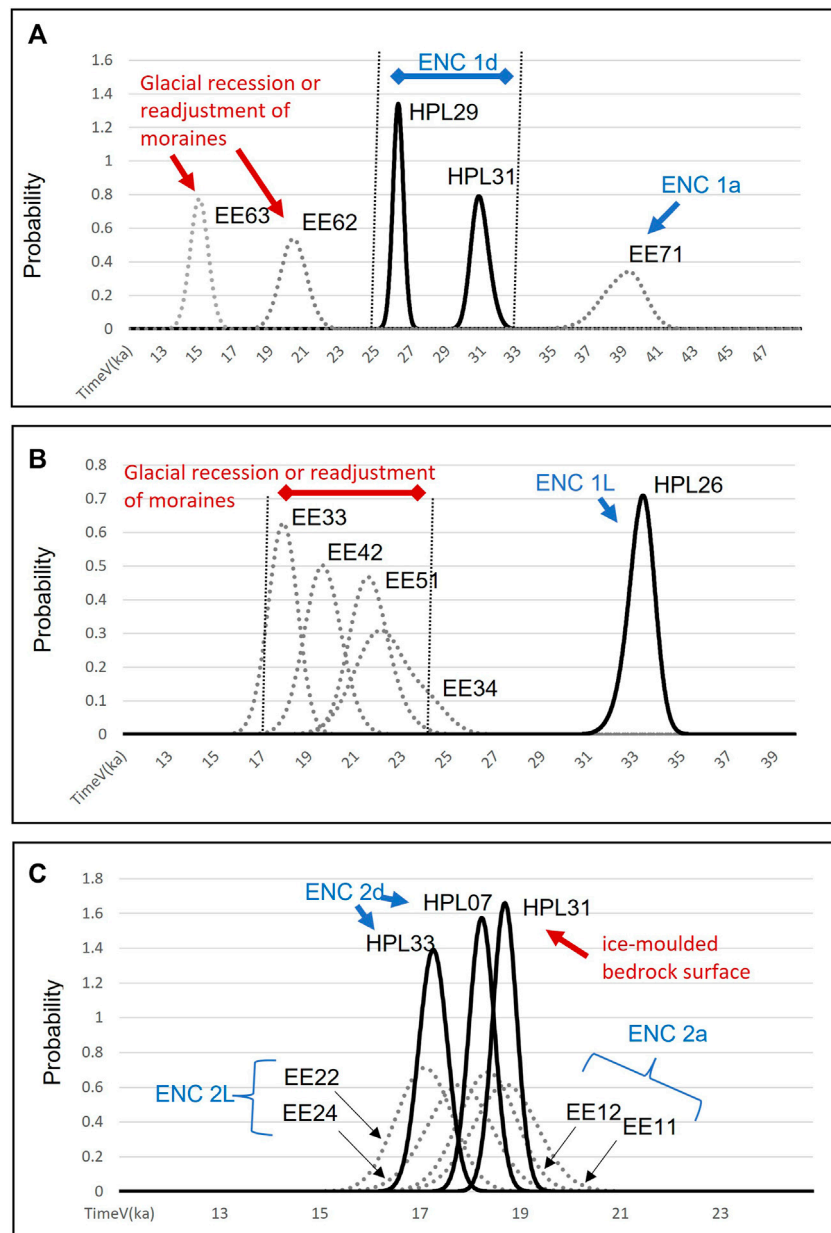 A
1.6
1.4
1.2
1
0.8
0.6
0.4
0.2
0
Probability
ENC 1d
Glacial recession or
readjustment of
moraines
HPL29
HPL31
ENC 1a
EE63
EE62
EE71
TimeV(ka) 13 15 17 19 21 23 25 27 29 31 33 35 37 39 41 43 45 47
B
0.8
0.7
0.6
0.5
0.4
0.3
0.2
0.1
0
Probability
Glacial recession or readjustment
of moraines
ENC 1L
HPL26
EE33
EE42
EE51
EE34
TimeV(ka) 13 15 17 19 21 23 25 27 29 31 33 35 37 39
C
1.8
1.6
1.4
1.2
1
0.8
0.6
0.4
0.2
0
Probability
ENC 2d
HPL07
HPL31
HPL33
ice-moulded
bedrock surface
ENC 2a
ENC 2L
EE22
EE24
EE12
EE11
TimeV(ka) 13 15 17 19 21 23